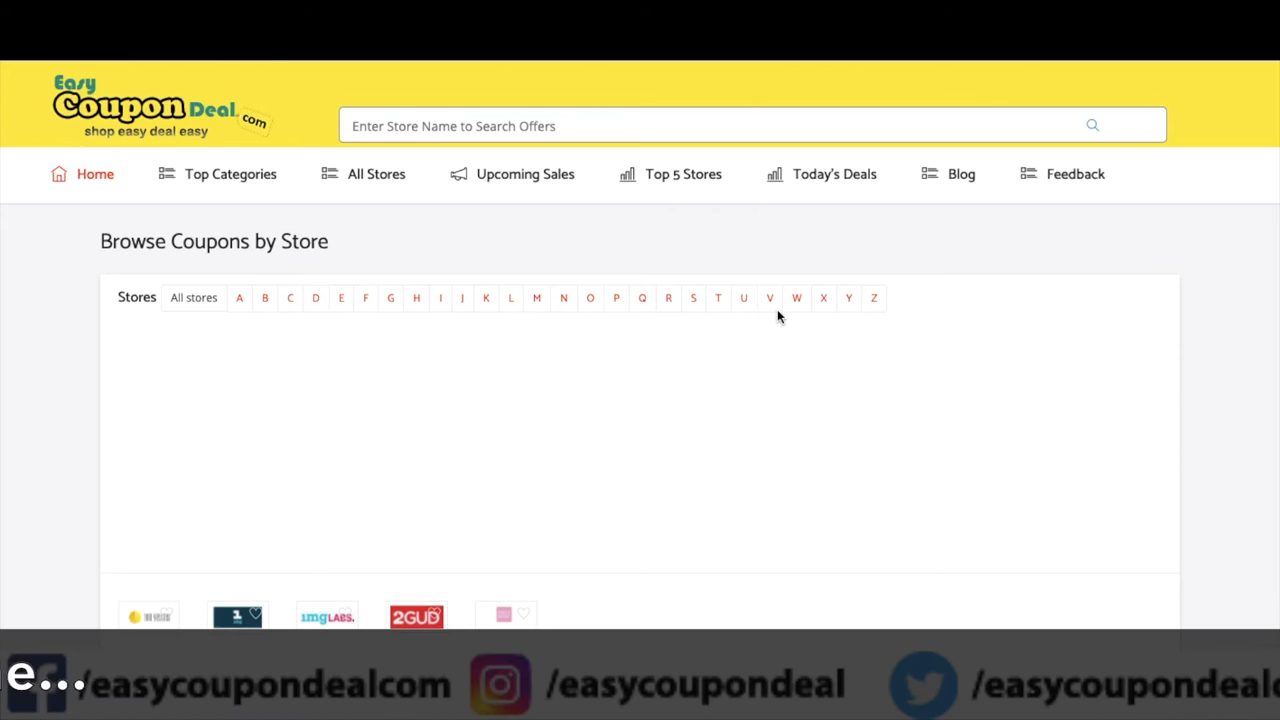 Easy
Coupon Deal .com
shop easy deal easy
Enter Store Name to Search Offers
Home Top Categories All Stores Upcoming Sales Top 5 Stores Today's Deals Blog Feedback
Browse Coupons by Store
Stores All stores A B C D E F G H I J K L M N O P Q R S T U V W X Y Z
1 1mgLABS. 2GUD
e... /easycoupondealcom /easycoupondeal /easycoupondealc